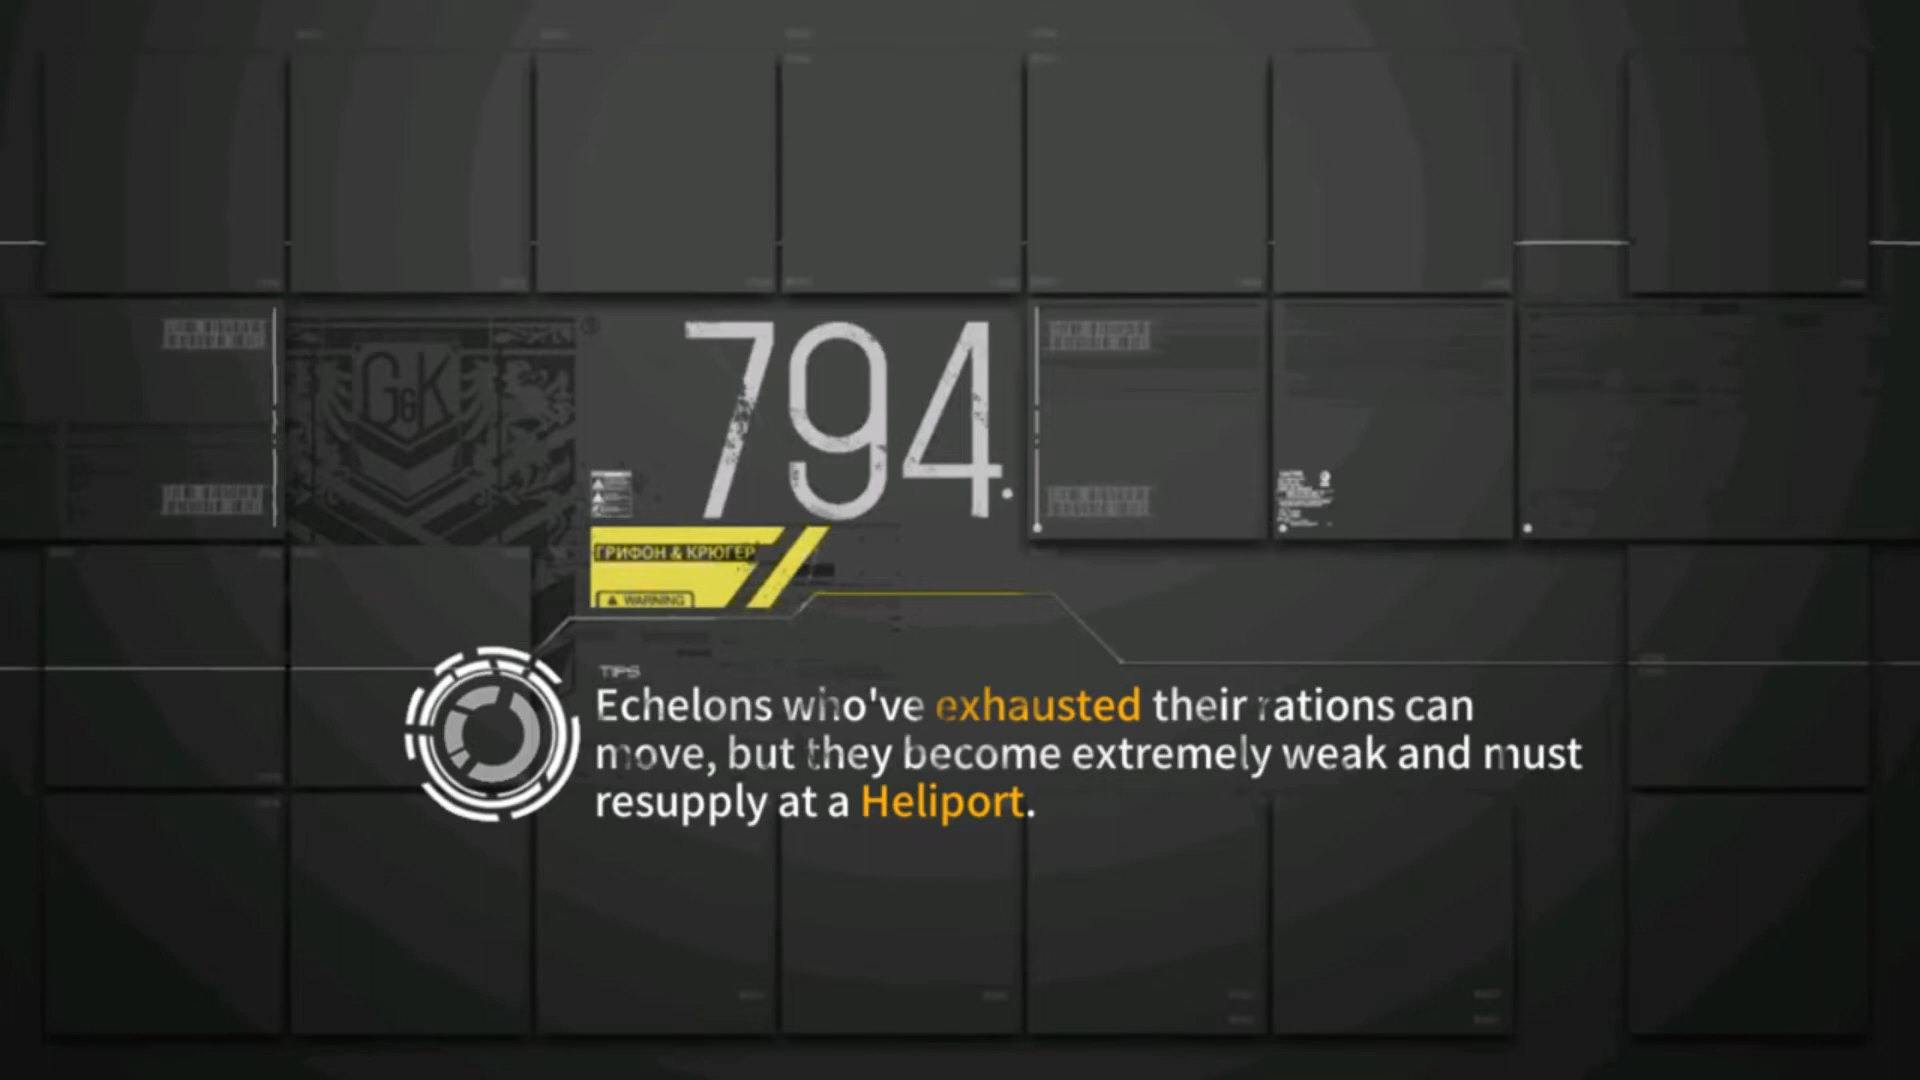 G&K
794.
ГРИФОН & КРЮГЕР
WARNING
TIPS
Echelons who've exhausted their rations can
move, but they become extremely weak and must
resupply at a Heliport.